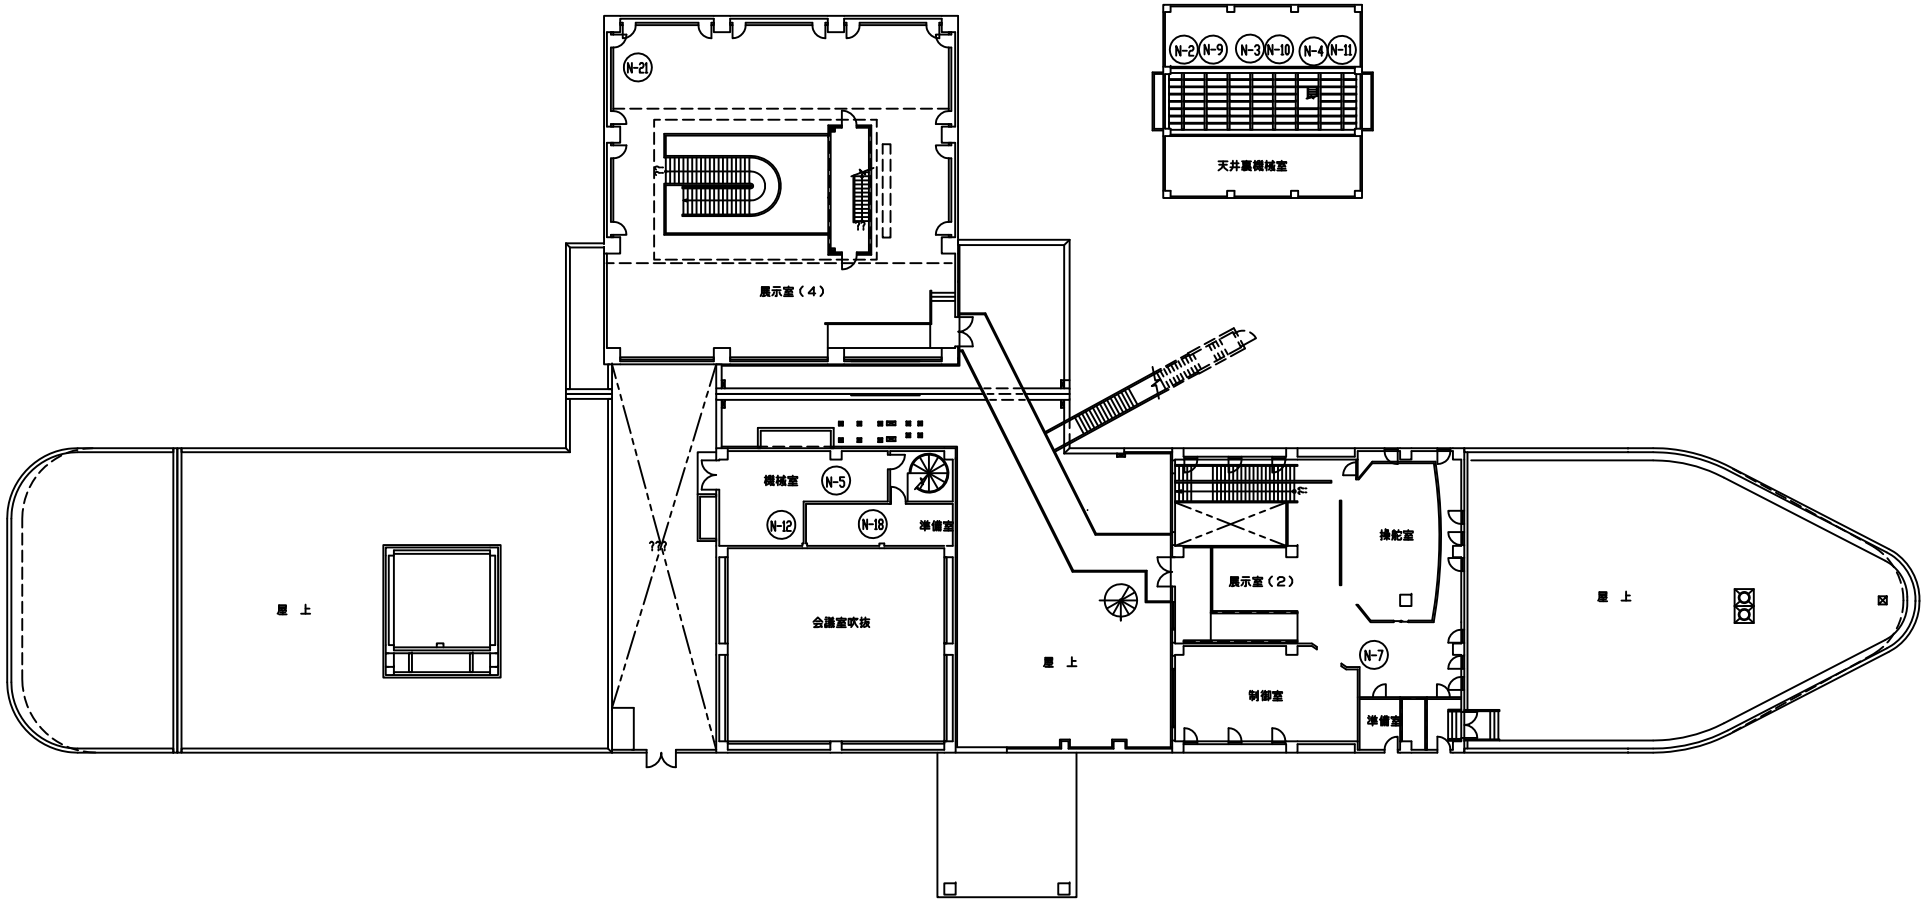 N-21
N-2 N-9 N-3 N-10 N-4 N-11
天井裏機械室
??
??
展示室(4)
機械室
N-5
N-12
N-18
準備室
???
??
操舵室
展示室(2)
屋 上
屋 上
会議室吹抜
屋 上
N-7
制御室
準備室